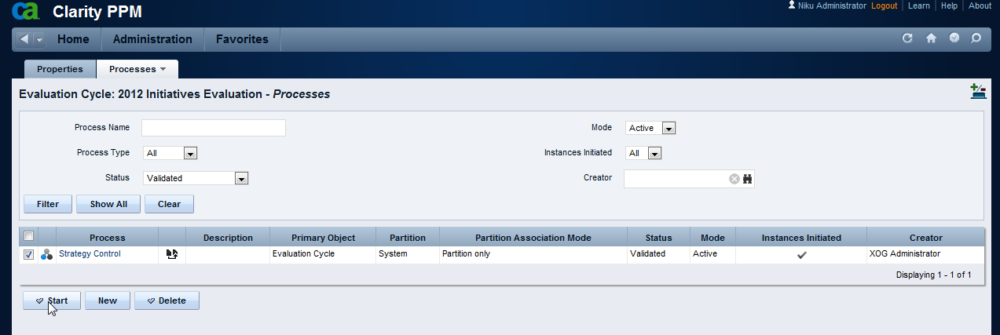 ca Clarity PPM Niku Administrator Logout Learn Help About
Home Administration Favorites
Properties Processes
Evaluation Cycle: 2012 Initiatives Evaluation - Processes
Process Name Mode Active
Process Type All Instances Initiated All
Status Validated Creator
Filter Show All Clear
Process Description Primary Object Partition Partition Association Mode Status Mode Instances Initiated Creator
Strategy Control Evaluation Cycle System Partition only Validated Active XOG Administrator
Displaying 1 - 1 of 1
Start New Delete